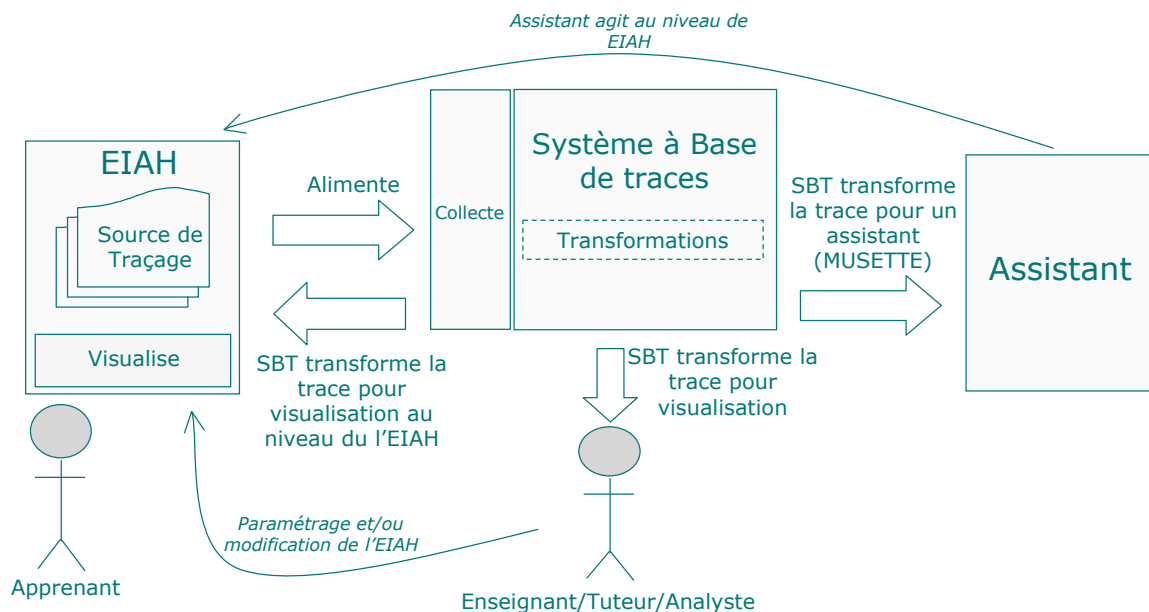 Assistant agit au niveau de
EIAH
EIAH
Source de
Traçage
Visualise
Alimente
Collecte
Système à Base
de traces
Transformations
SBT transforme
la trace pour un
assistant
(MUSETTE)
Assistant
SBT transforme la
trace pour
visualisation au
niveau du l’EIAH
SBT transforme la
trace pour
visualisation
Paramétrage et/ou
modification de l’EIAH
Apprenant
Enseignant/Tuteur/Analyste